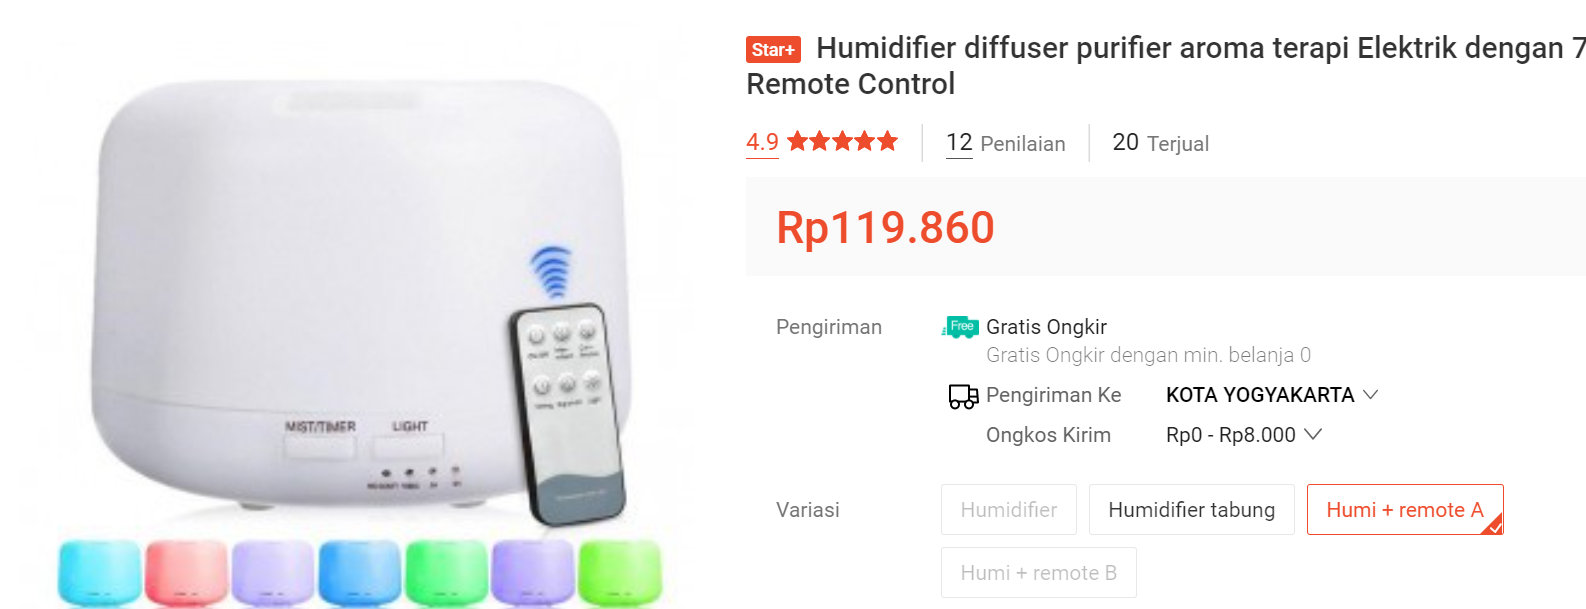 Star+ Humidifier diffuser purifier aroma terapi Elektrik dengan 7
Remote Control
4.9 12 Penilaian 20 Terjual
Rp119.860
Pengiriman Free Gratis Ongkir
Gratis Ongkir dengan min. belanja 0
Pengiriman Ke KOTA YOGYAKARTA
Ongkos Kirim Rp0 - Rp8.000
Variasi Humidifier Humidifier tabung Humi + remote A
Humi + remote B
MIST/TIMER LIGHT